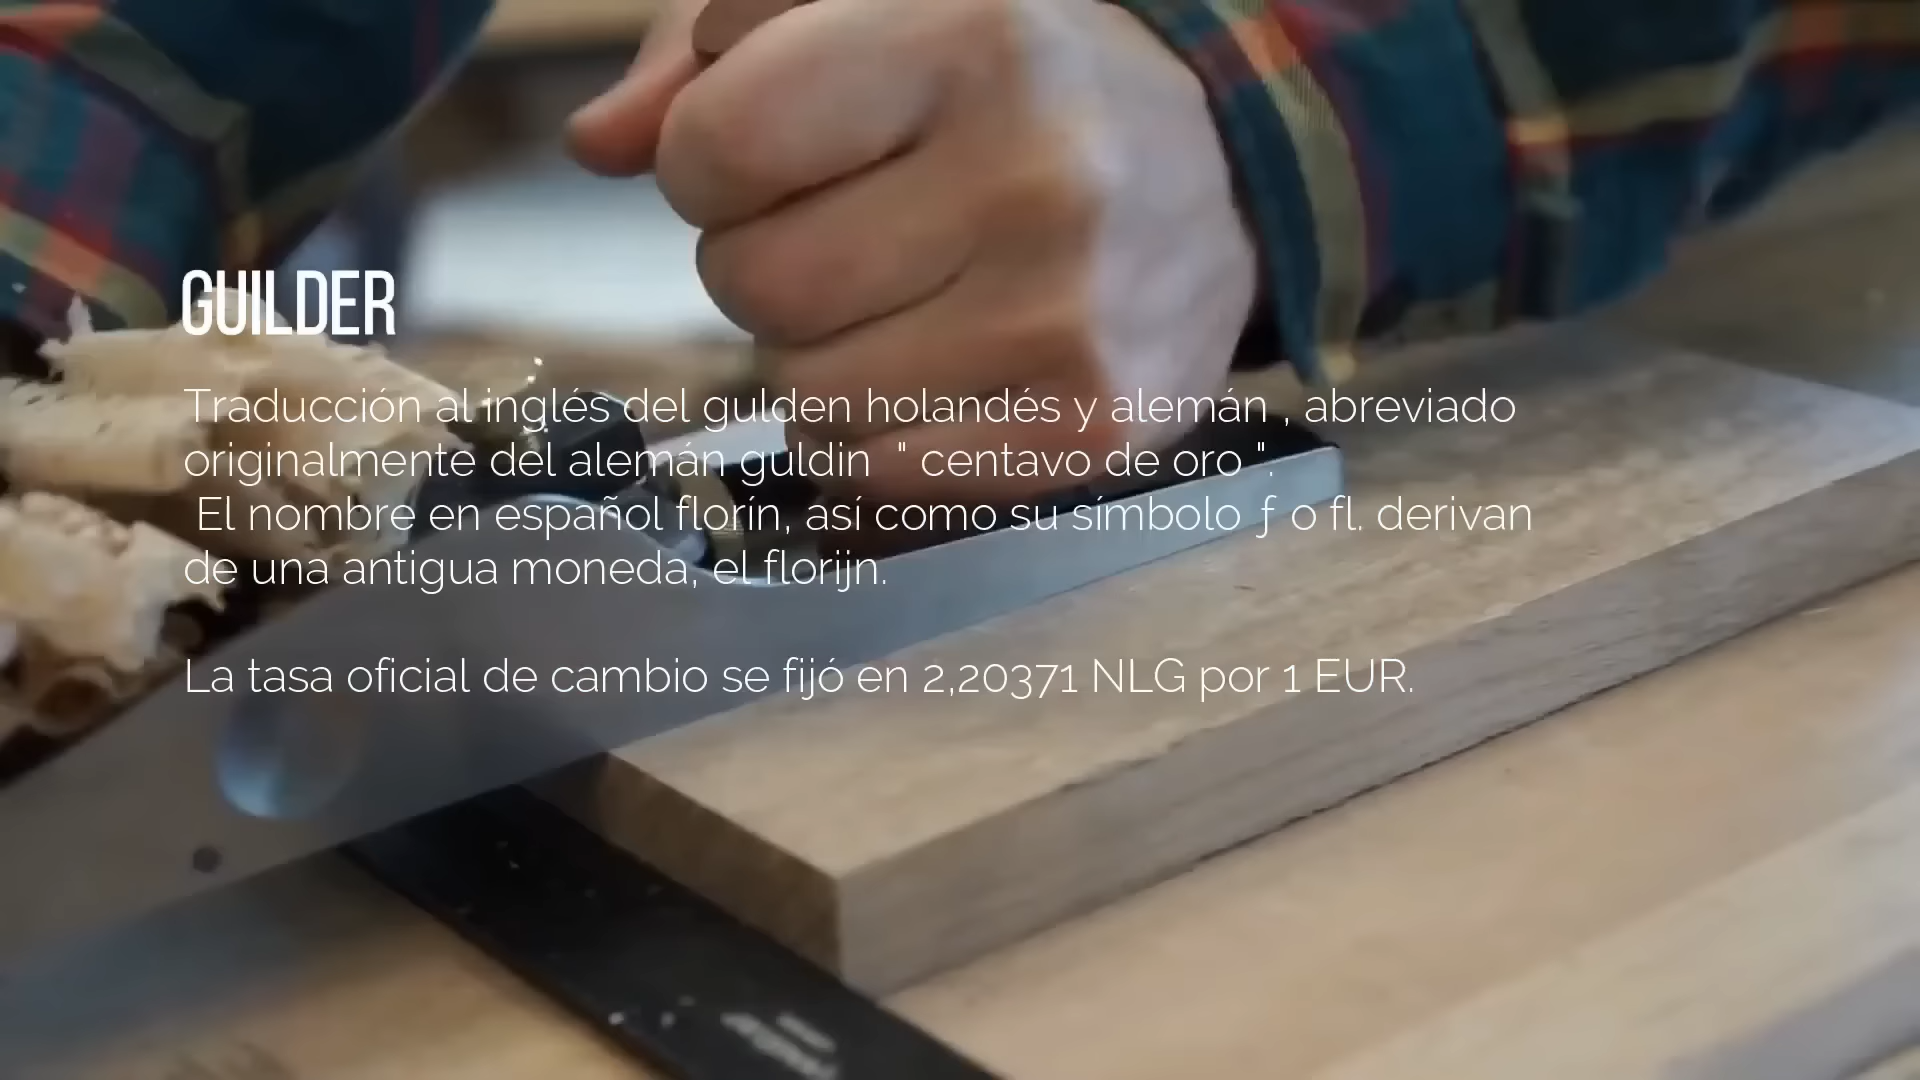 GUILDER
Traducción al inglés del gulden holandés y alemán , abreviado
originalmente del alemán guldin " centavo de oro ".
El nombre en español florín, así como su símbolo ƒ o fl. derivan
de una antigua moneda, el florijn.
La tasa oficial de cambio se fijó en 2,20371 NLG por 1 EUR.